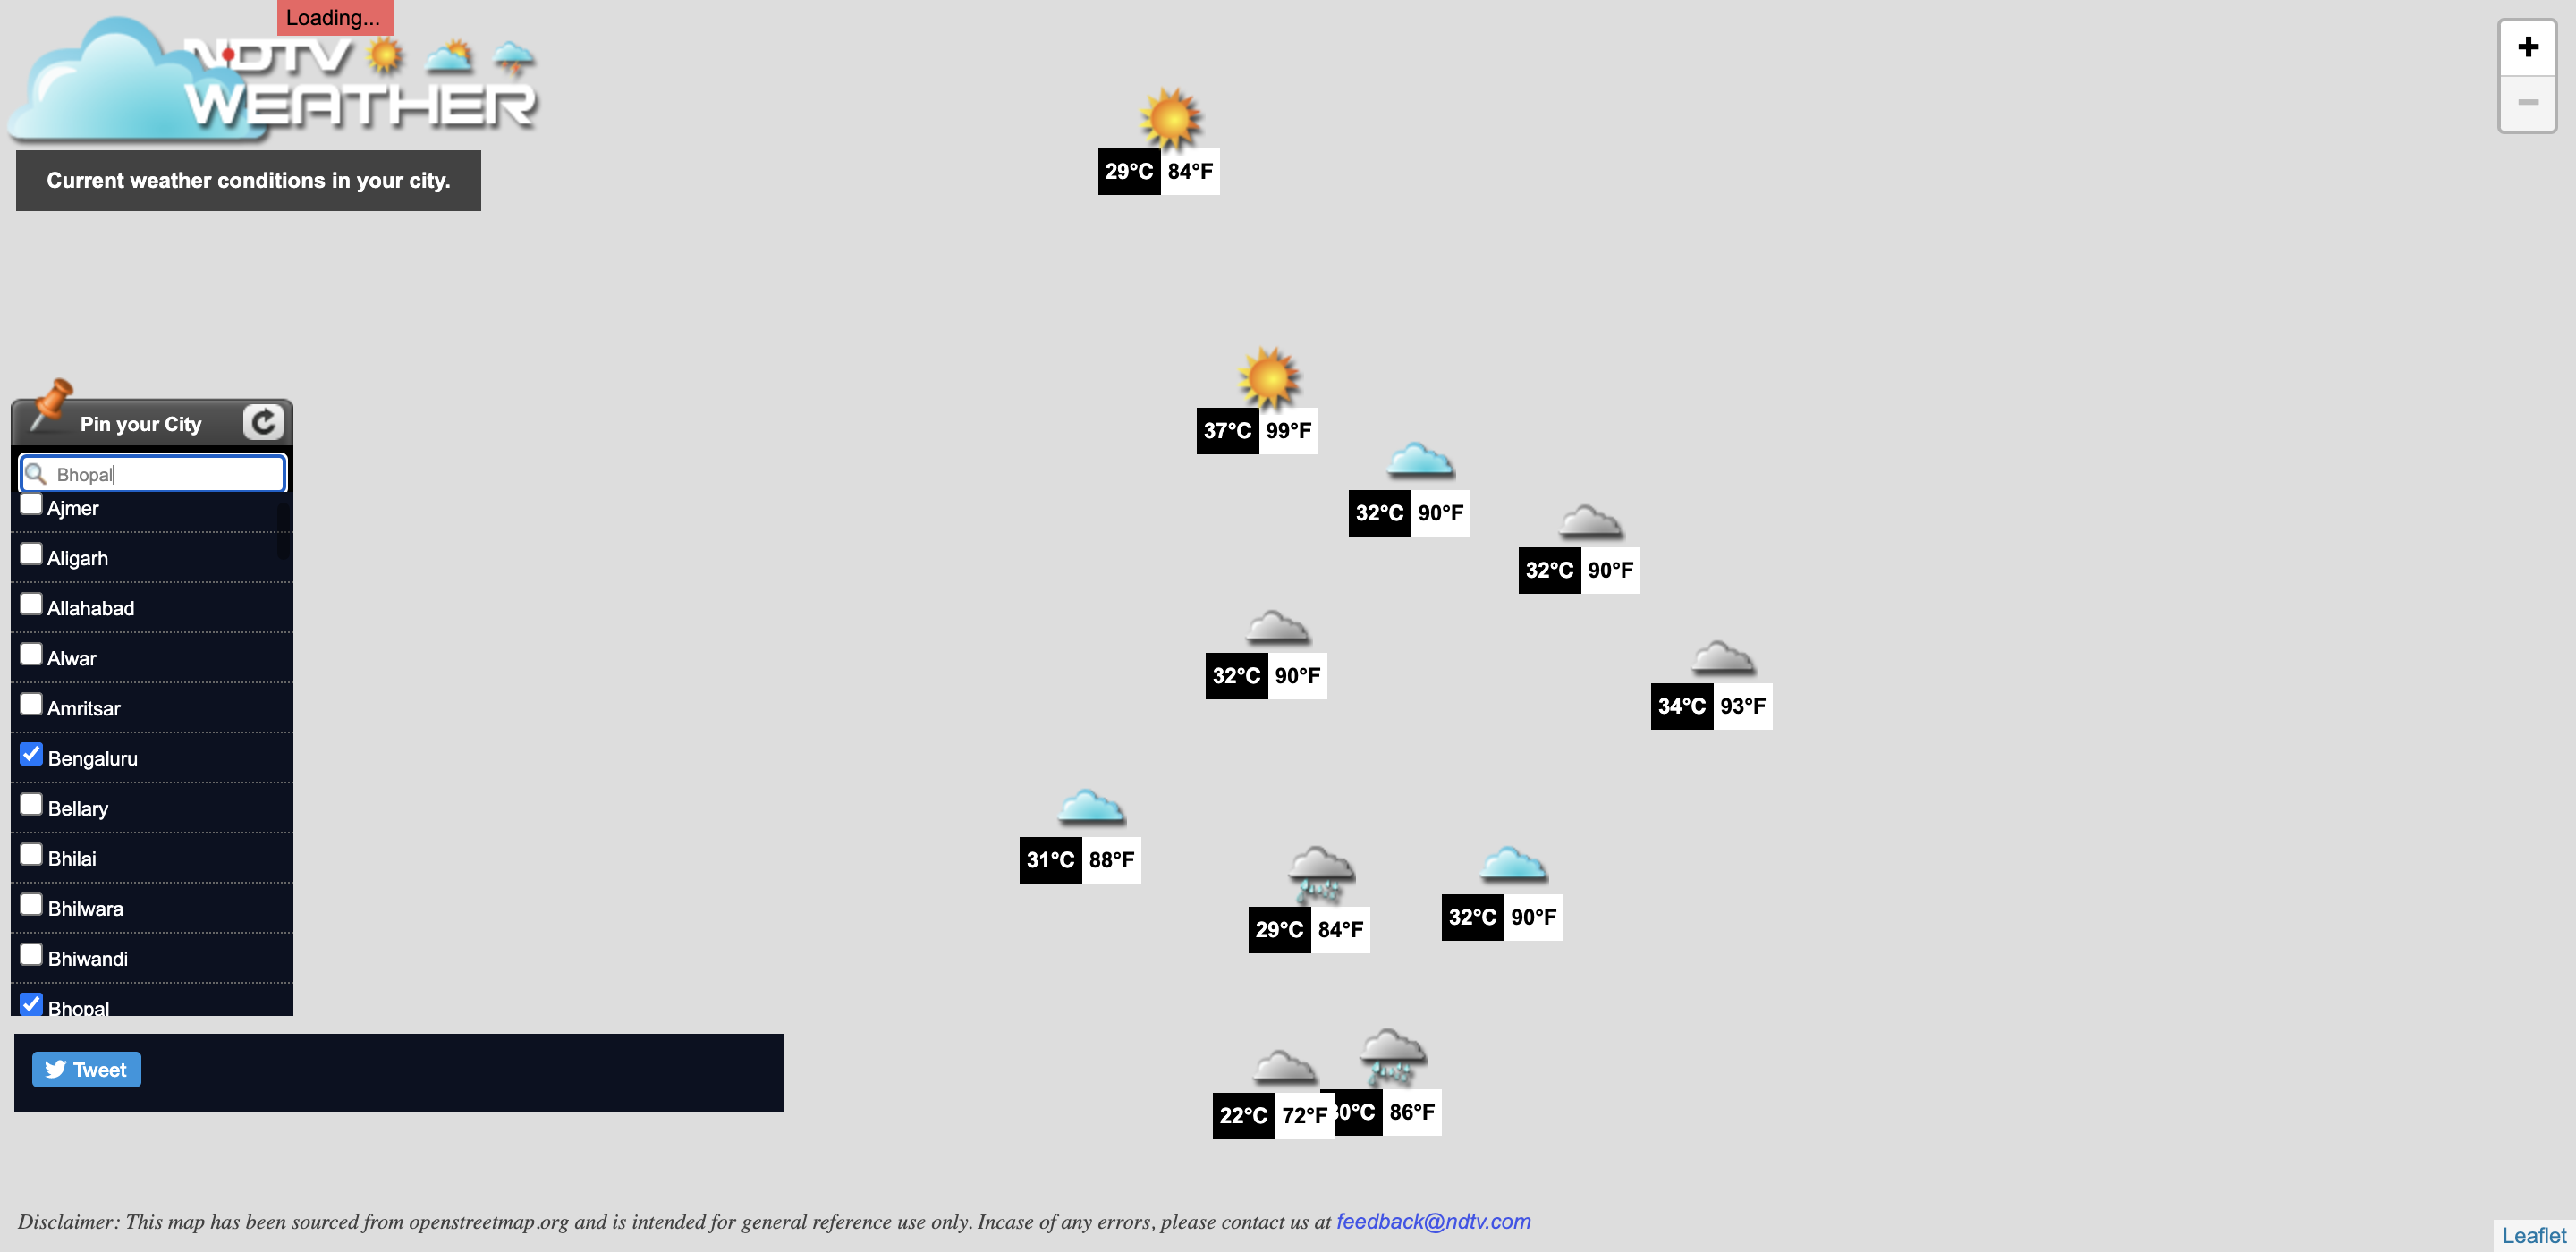 Loading...
NDTV
WEATHER
Current weather conditions in your city.
29°C 84°F
37°C 99°F
32°C 90°F
32°C 90°F
32°C 90°F
34°C 93°F
31°C 88°F
29°C 84°F
32°C 90°F
22°C 72°F
0°C 86°F
Pin your City
Bhopal
Ajmer
Aligarh
Allahabad
Alwar
Amritsar
Bengaluru
Bellary
Bhilai
Bhilwara
Bhiwandi
Bhopal
Tweet
Disclaimer: This map has been sourced from openstreetmap.org and is intended for general reference use only. Incase of any errors, please contact us at feedback@ndtv.com
Leaflet